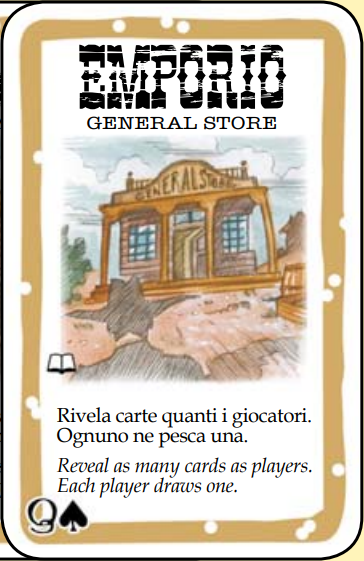 EMPORIO
GENERAL STORE
GENERAL STORE
Rivela carte quanti i giocatori.
Ognuno ne pesca una.
Reveal as many cards as players.
Each player draws one.
Q♠